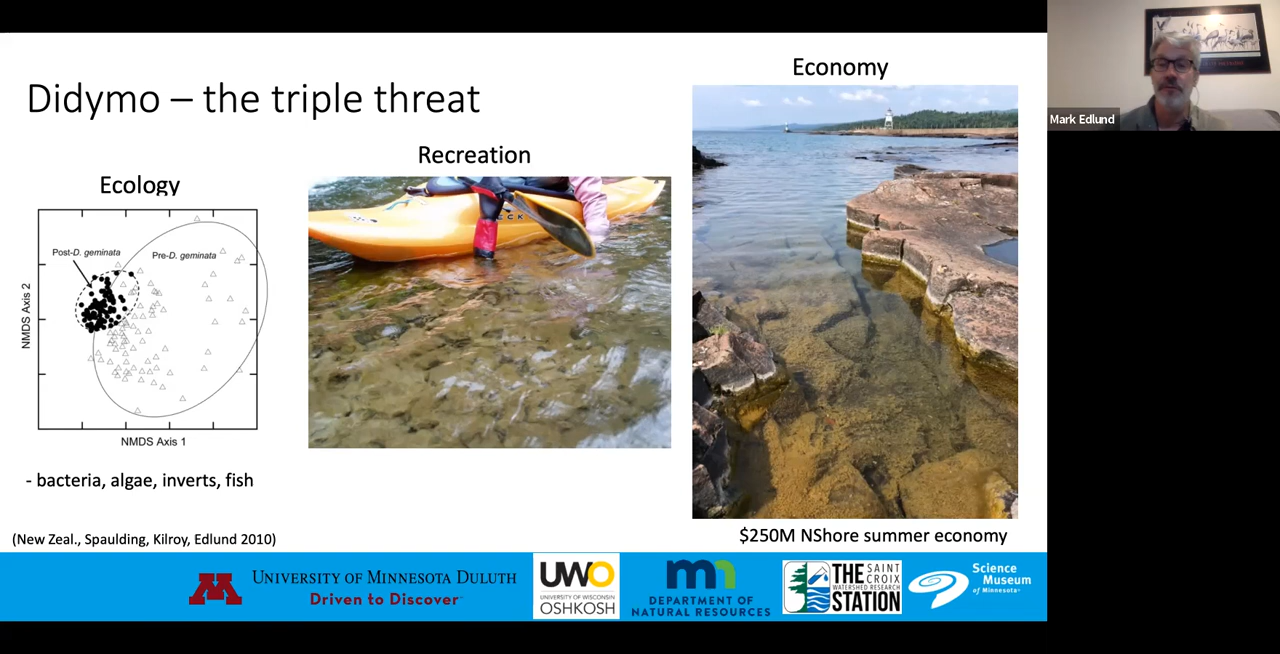 Didymo – the triple threat
Ecology
Post-D. geminata
Pre-D. geminata
NMDS Axis 2
NMDS Axis 1
- bacteria, algae, inverts, fish
(New Zeal., Spaulding, Kilroy, Edlund 2010)
Recreation
ECK
Economy
$250M NShore summer economy
Mark Edlund
UNIVERSITY OF MINNESOTA DULUTH
Driven to Discover
UWO
UNIVERSITY OF WISCONSIN
OSHKOSH
mn
DEPARTMENT OF
NATURAL RESOURCES
THE SAINT CROIX
WATERSHED RESEARCH
STATION
Science
Museum
of Minnesota